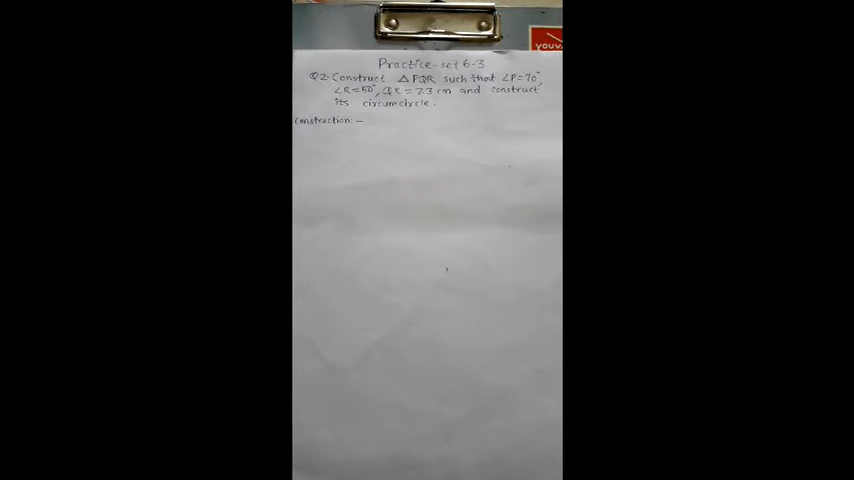 YOUVA
Practice-set 6.3
Q2. Construct △PQR such that ∠P=70°,
∠R=50°, QR=7.3 cm and construct
its circumcircle.
Construction: –